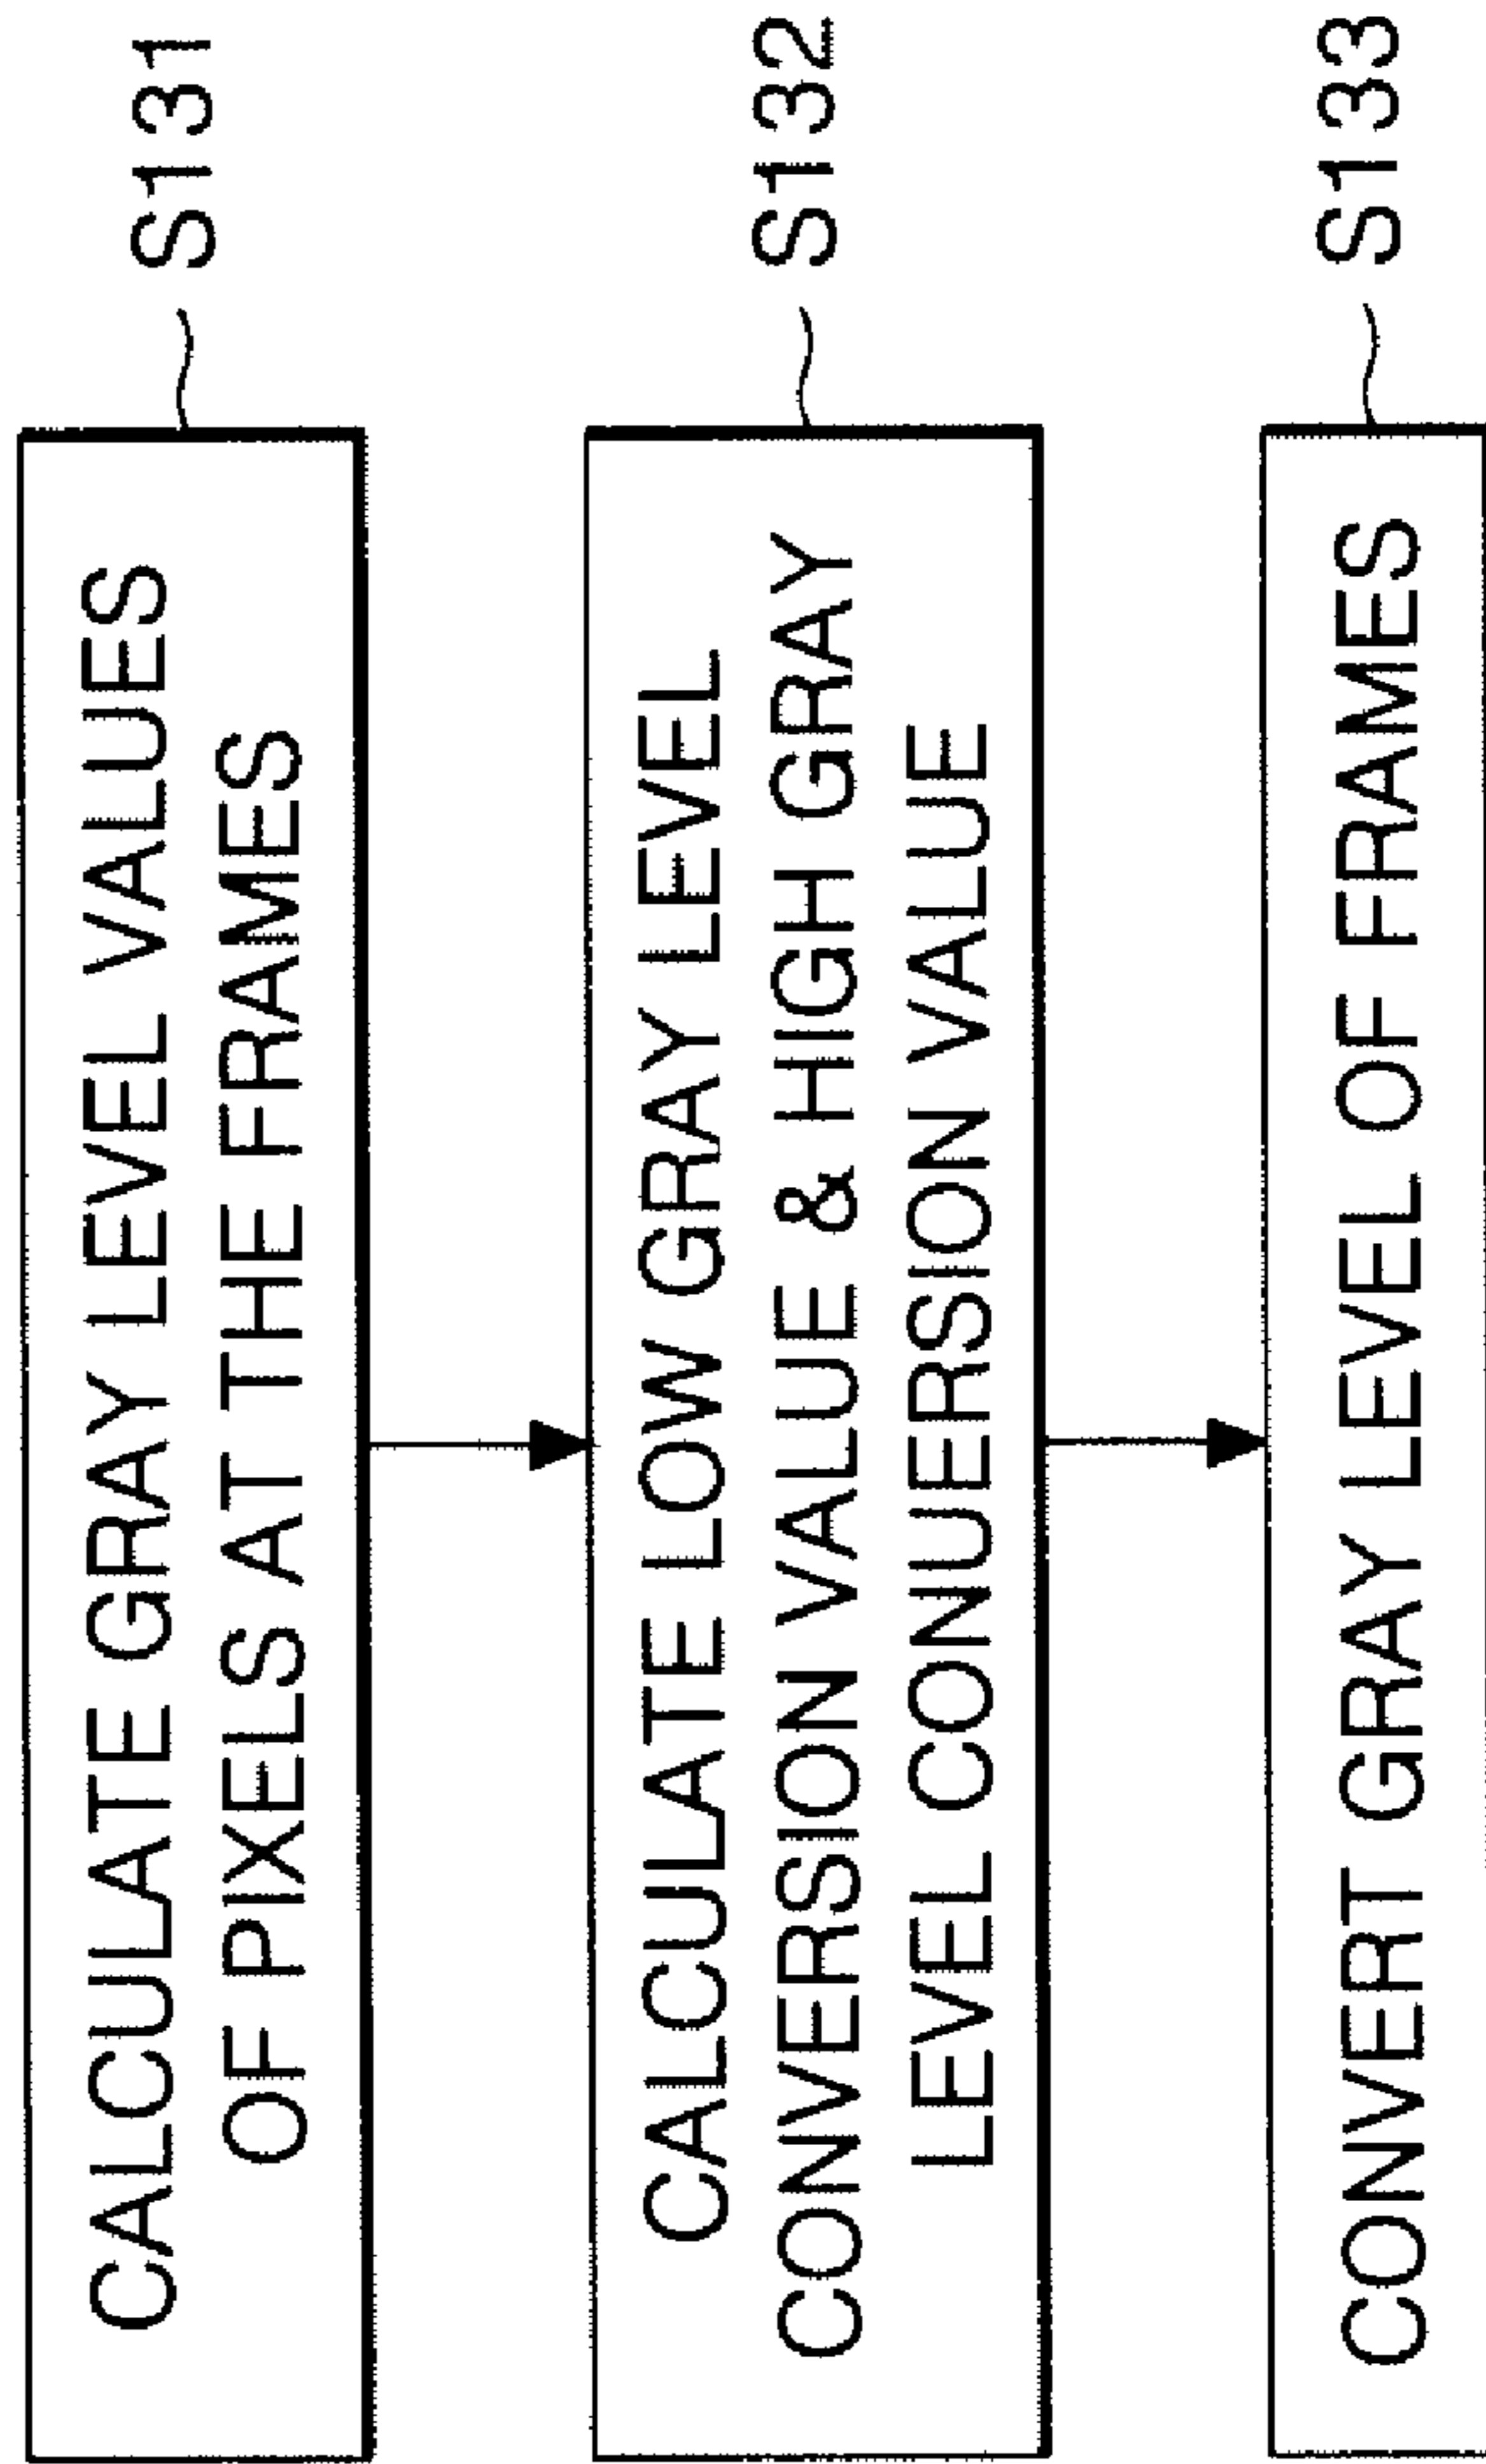 CALCULATE GRAY LEVEL VALUES
OF PIXELS AT THE FRAMES
S131
CALCULATE LOW GRAY LEVEL
CONVERSION VALUE & HIGH GRAY
LEVEL CONUERSION VALUE
S132
CONVERT GRAY LEVEL OF FRAMES
S133